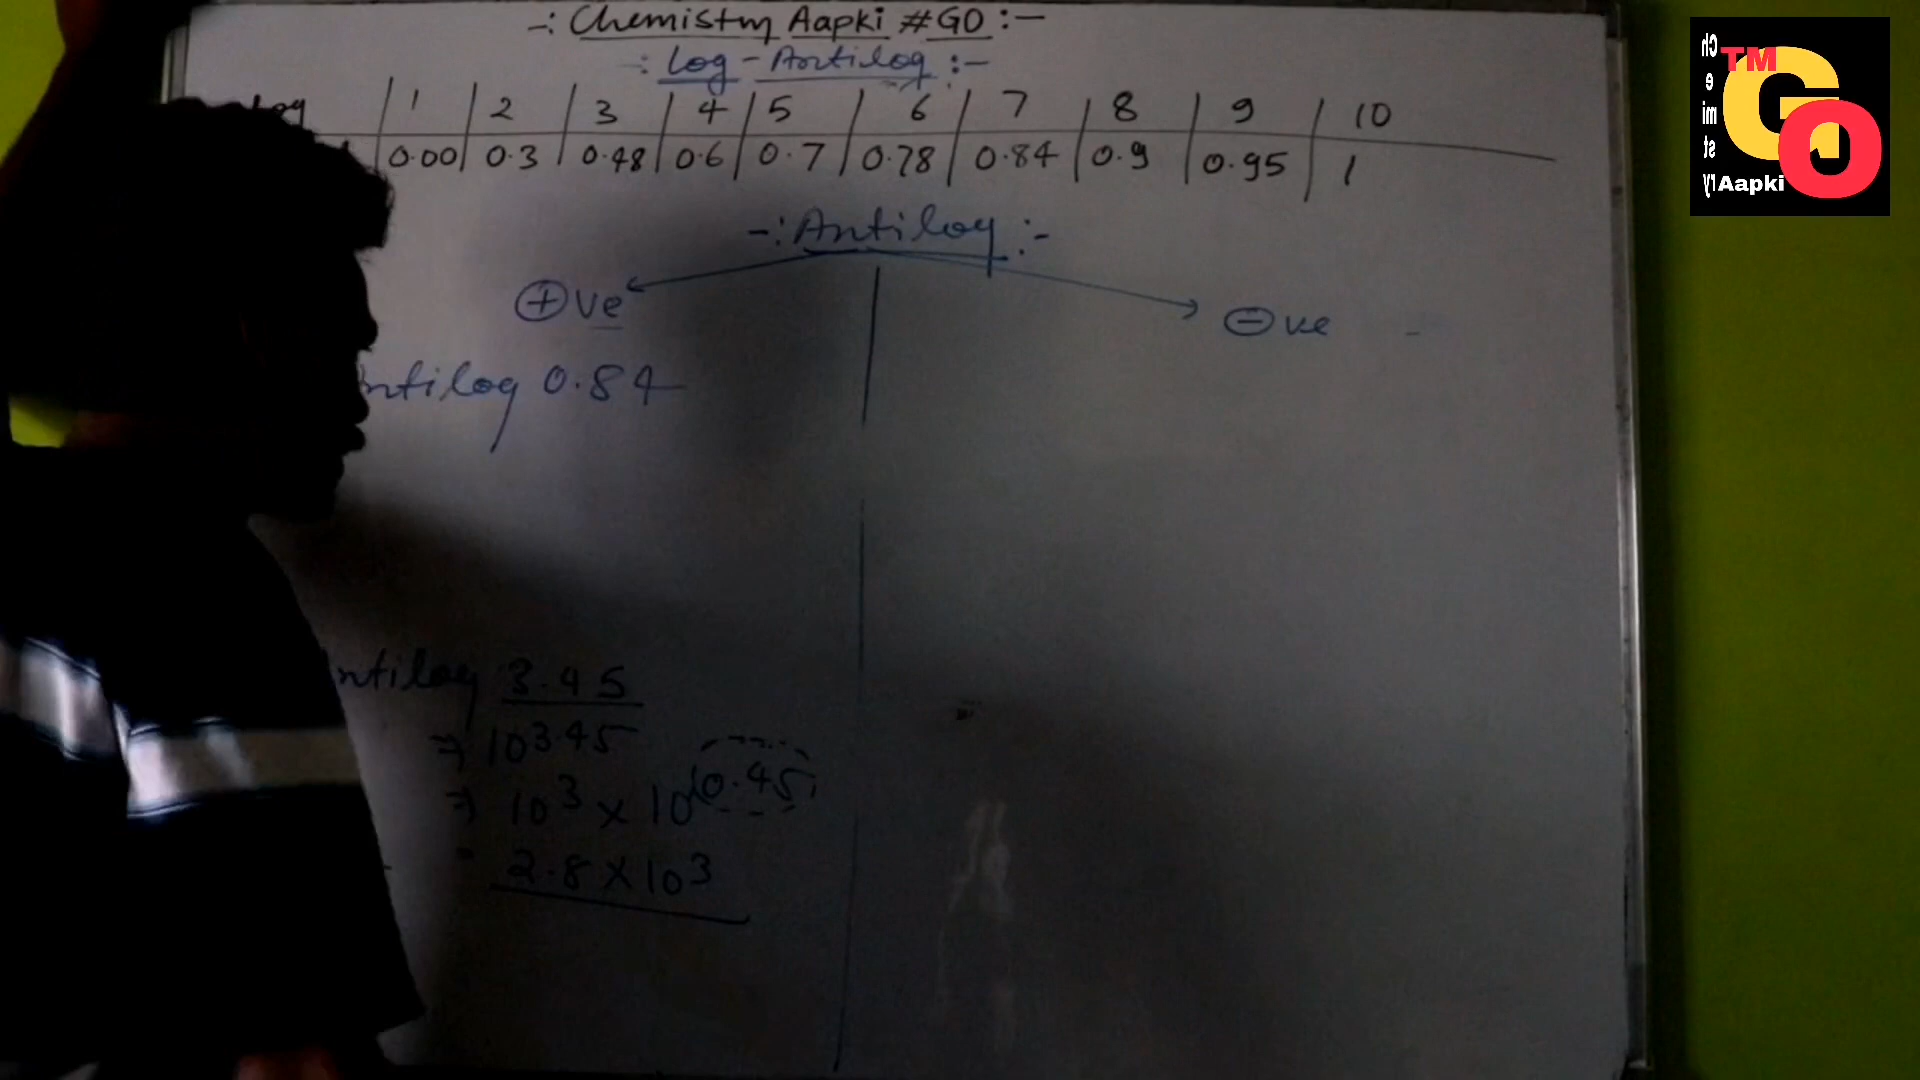 -: Chemistry Aapki #GO :-
-: Log - Antilog :-
Log | 1 | 2 | 3 | 4 | 5 | 6 | 7 | 8 | 9 | 10
0.00 | 0.3 | 0.48 | 0.6 | 0.7 | 0.78 | 0.84 | 0.9 | 0.95 | 1
-: Antilog :-
⊕ve
⊖ve
ntilog 0.84
ntilog 3.45
⇒ 10^3.45
⇒ 10^3 × 10^(0.45)
= 2.8 × 10^3
Chemistry
TM
GO
Aapki